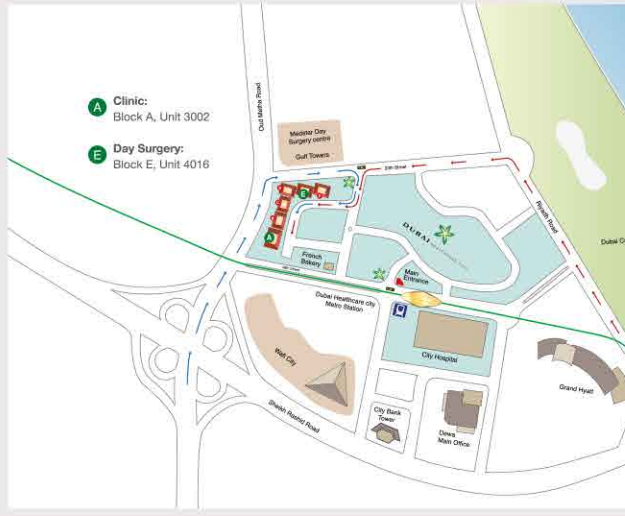 A
Clinic:
Block A, Unit 3002
E
Day Surgery:
Block E, Unit 4016
Oud Metha Road
Medstar Day
Surgery centre
Gulf Towers
Riyadh Road
E
A
DUBAI
French
Bakery
Main
Entrance
Dubai Healthcare city
Metro Station
Dubai C
City Hospital
Wafi City
Grand Hyatt
City Bank
Tower
Dewa
Main Office
Sheikh Rashid Road